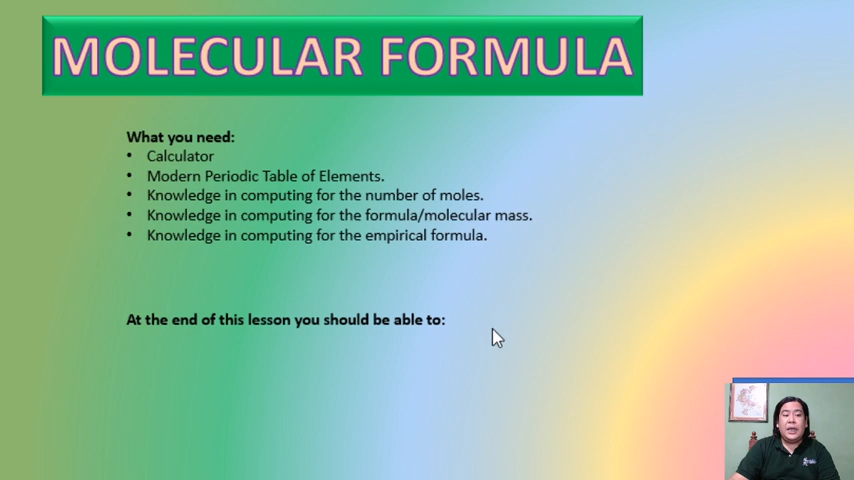 MOLECULAR FORMULA
What you need:
• Calculator
• Modern Periodic Table of Elements.
• Knowledge in computing for the number of moles.
• Knowledge in computing for the formula/molecular mass.
• Knowledge in computing for the empirical formula.
At the end of this lesson you should be able to: